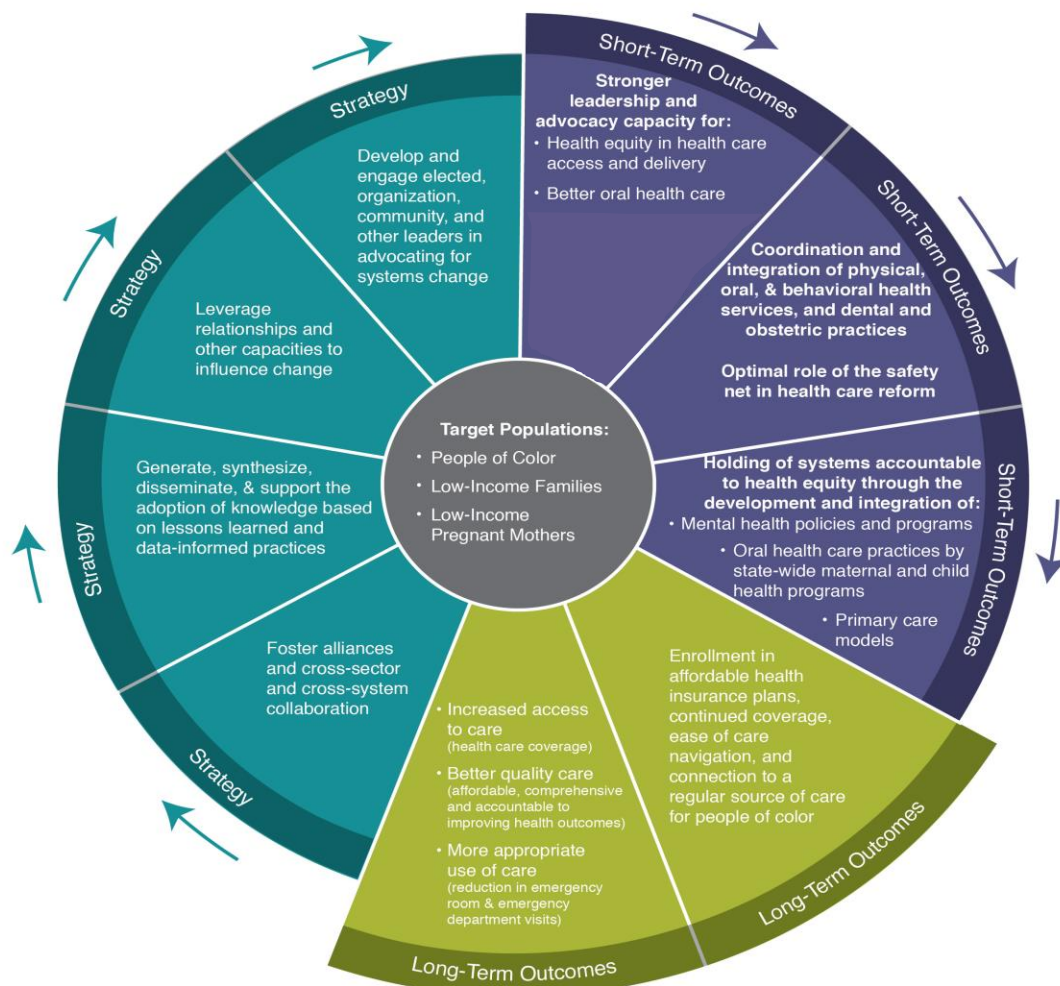 Strategy
Develop and
engage elected,
organization,
community, and
other leaders in
advocating for
systems change
Short-Term Outcomes
Stronger
leadership and
advocacy capacity for:
• Health equity in health care
access and delivery
• Better oral health care
Short-Term Outcomes
Coordination and
integration of physical,
oral, & behavioral health
services, and dental and
obstetric practices
Optimal role of the safety
net in health care reform
Short-Term Outcomes
Holding of systems accountable
to health equity through the
development and integration of:
• Mental health policies and programs
• Oral health care practices by
state-wide maternal and child
health programs
• Primary care
models
Long-Term Outcomes
Enrollment in
affordable health
insurance plans,
continued coverage,
ease of care
navigation, and
connection to a
regular source of care
for people of color
Long-Term Outcomes
• Increased access
to care
(health care coverage)
• Better quality care
(affordable, comprehensive
and accountable to
improving health outcomes)
• More appropriate
use of care
(reduction in emergency
room & emergency
department visits)
Strategy
Foster alliances
and cross-sector
and cross-system
collaboration
Strategy
Generate, synthesize,
disseminate, & support the
adoption of knowledge based
on lessons learned and
data-informed practices
Strategy
Leverage
relationships and
other capacities to
influence change
Target Populations:
• People of Color
• Low-Income Families
• Low-Income
Pregnant Mothers